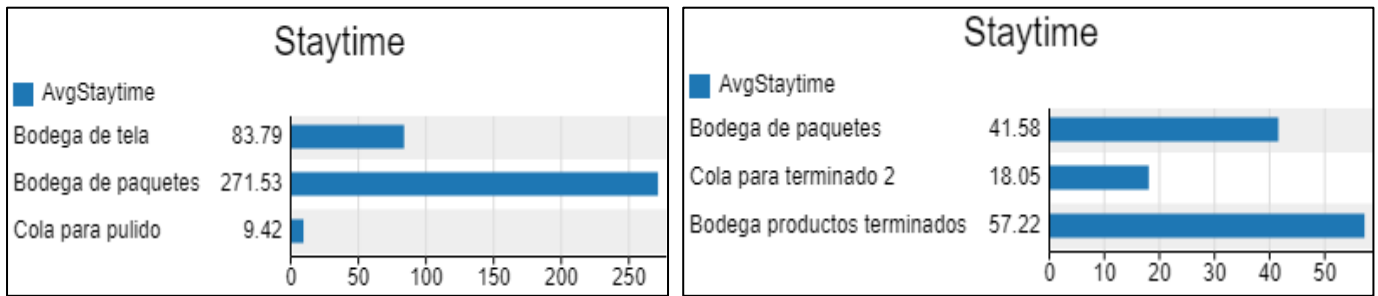 Staytime
AvgStaytime
Bodega de tela 83.79
Bodega de paquetes 271.53
Cola para pulido 9.42
0 50 100 150 200 250
Staytime
AvgStaytime
Bodega de paquetes 41.58
Cola para terminado 2 18.05
Bodega productos terminados 57.22
0 10 20 30 40 50